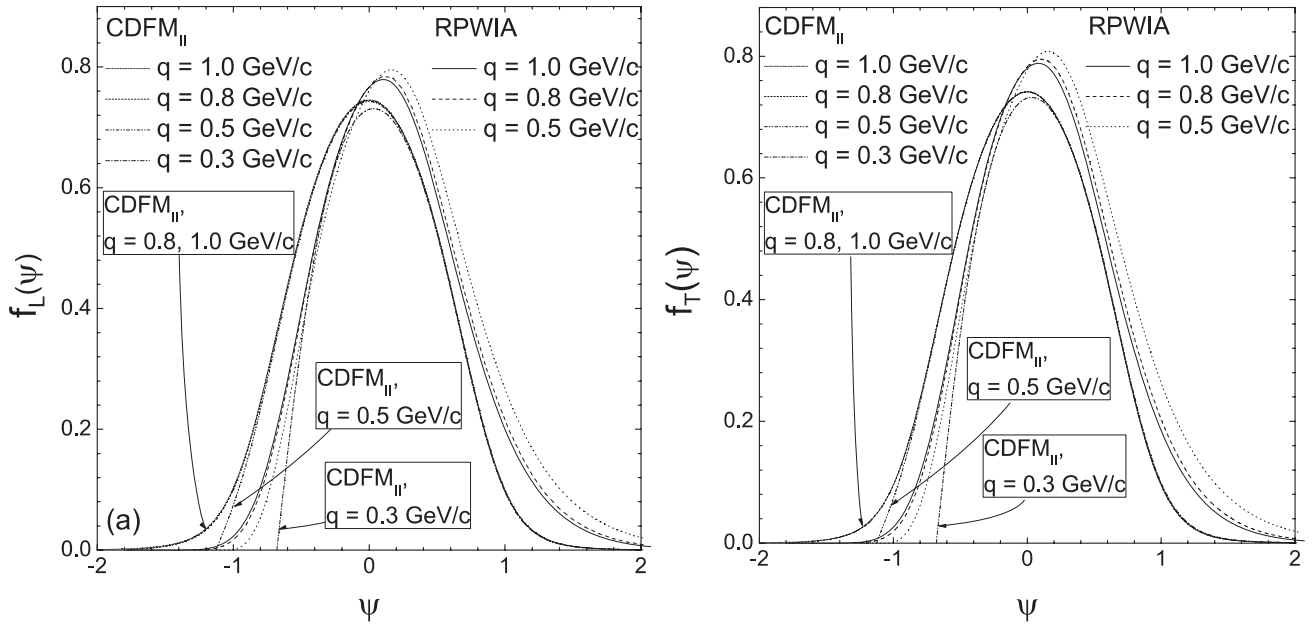 CDFM_II RPWIA
q = 1.0 GeV/c q = 1.0 GeV/c
q = 0.8 GeV/c q = 0.8 GeV/c
q = 0.5 GeV/c q = 0.5 GeV/c
q = 0.3 GeV/c
CDFM_II,
q = 0.8, 1.0 GeV/c
CDFM_II,
q = 0.5 GeV/c
CDFM_II,
q = 0.3 GeV/c
(a)
0.8
0.6
0.4
0.2
0.0
f_L(ψ)
-2 -1 0 1 2
ψ
CDFM_II RPWIA
q = 1.0 GeV/c q = 1.0 GeV/c
q = 0.8 GeV/c q = 0.8 GeV/c
q = 0.5 GeV/c q = 0.5 GeV/c
q = 0.3 GeV/c
CDFM_II,
q = 0.8, 1.0 GeV/c
CDFM_II,
q = 0.5 GeV/c
CDFM_II,
q = 0.3 GeV/c
0.8
0.6
0.4
0.2
0.0
f_T(ψ)
-2 -1 0 1 2
ψ